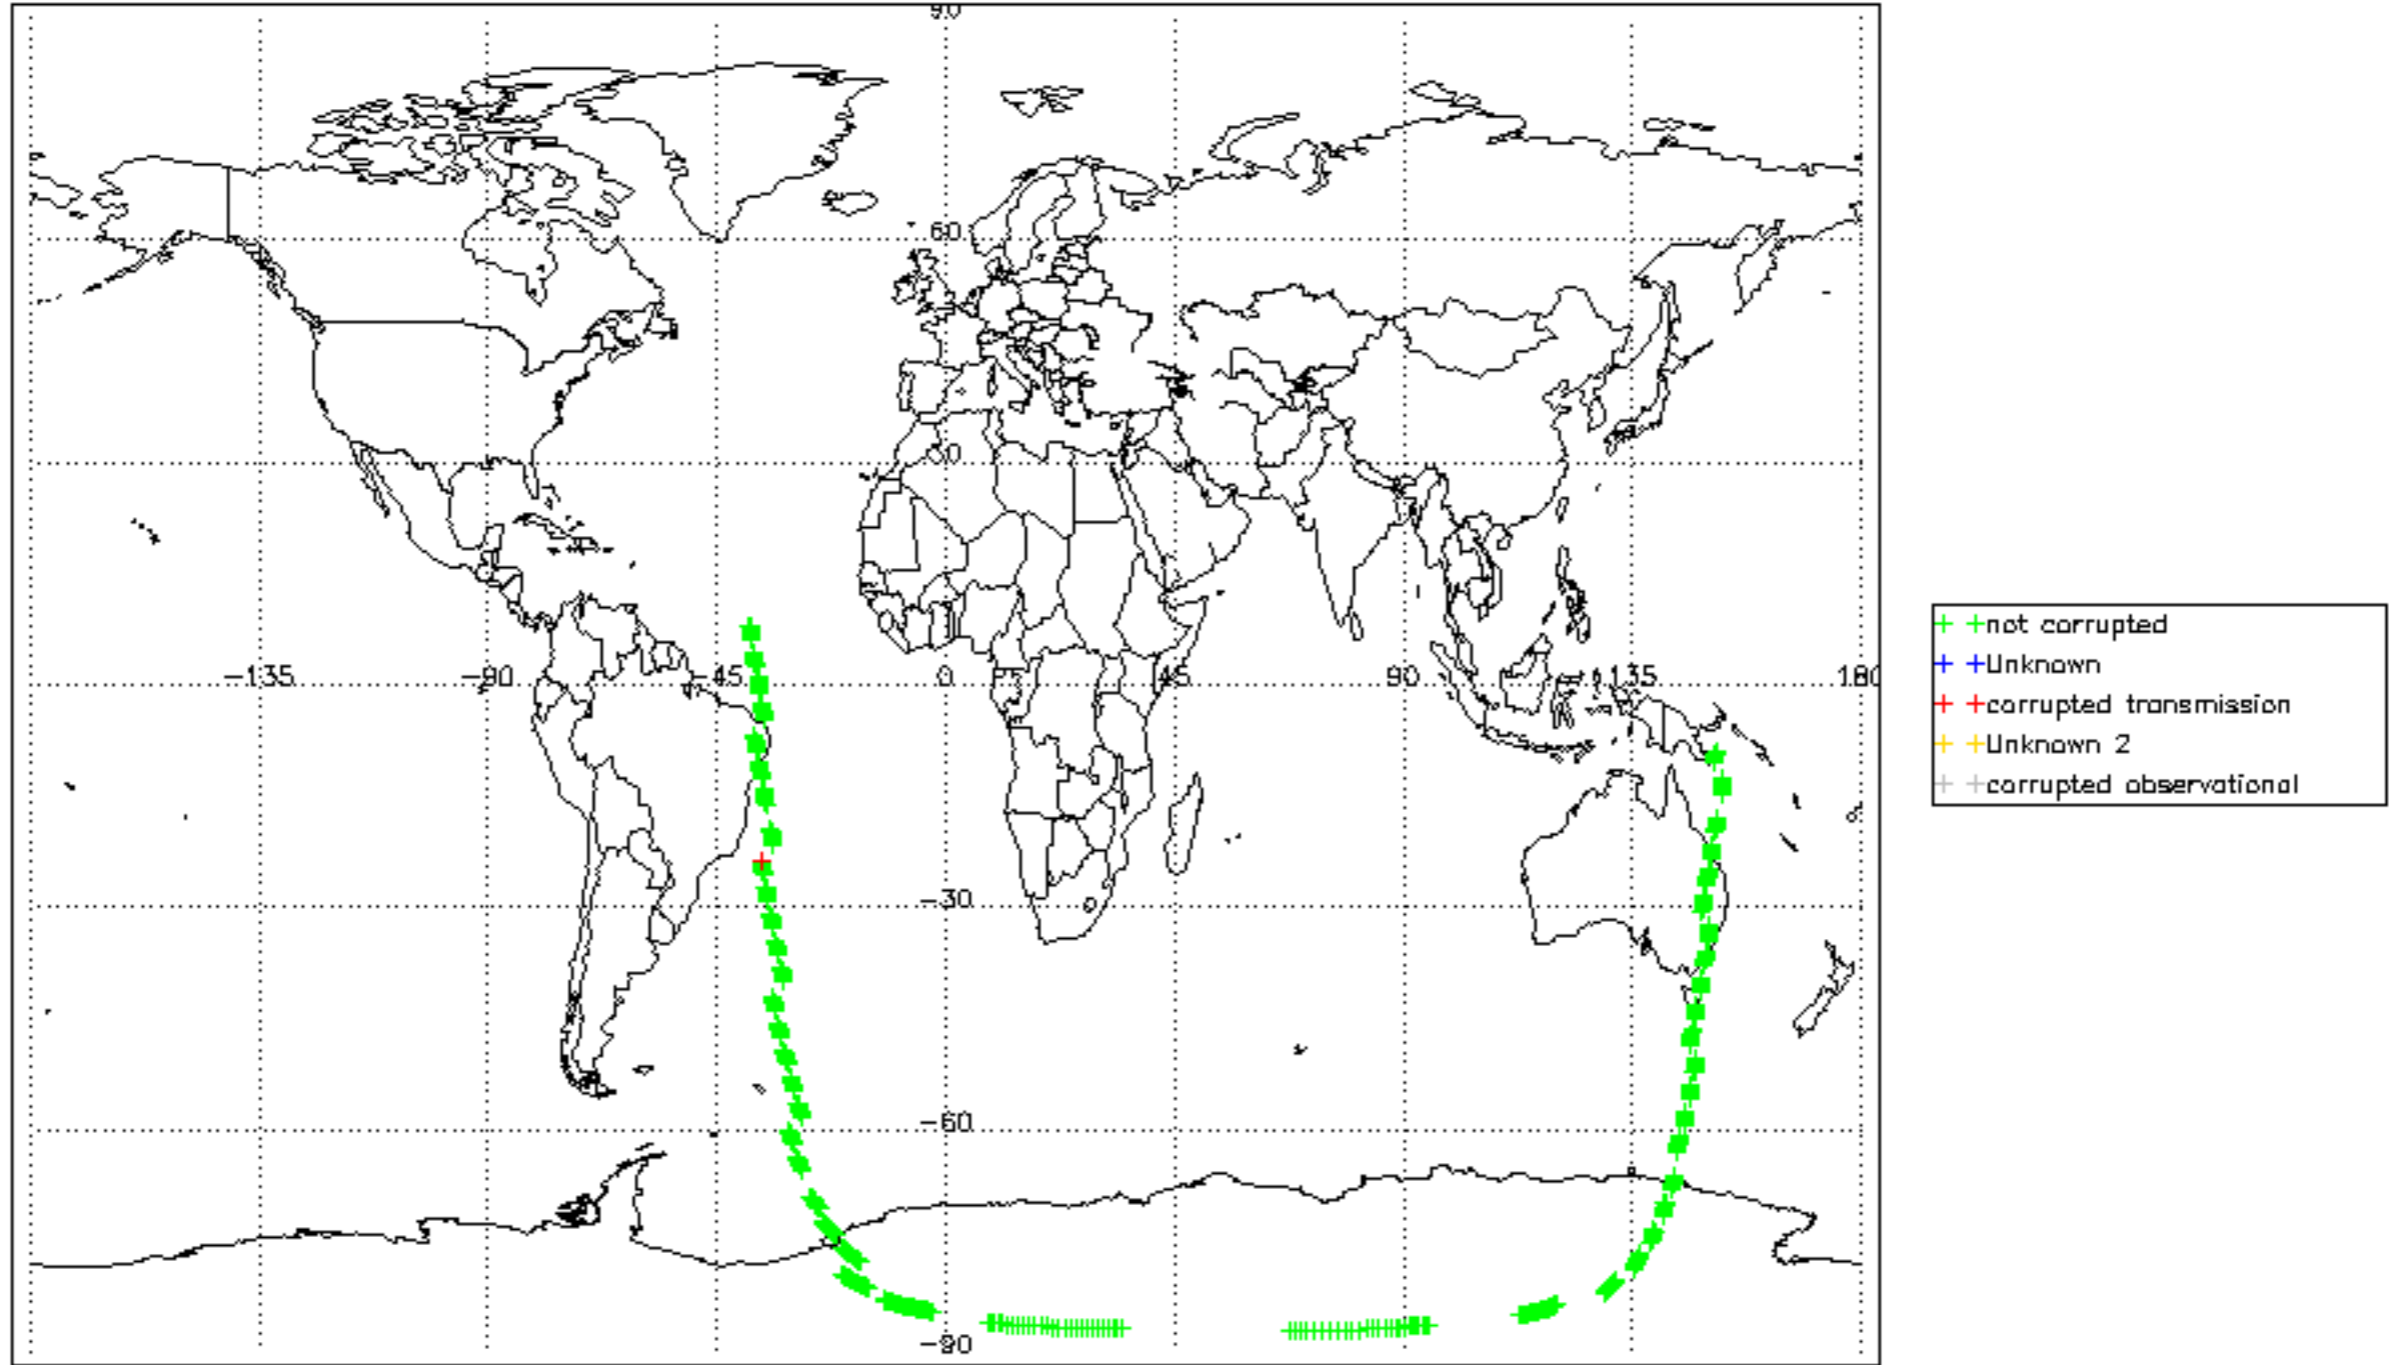 90
60
30
-135
-90
-45
0
45
90
135
180
-30
-60
-90
not corrupted
Unknown
corrupted transmission
Unknown 2
corrupted observational